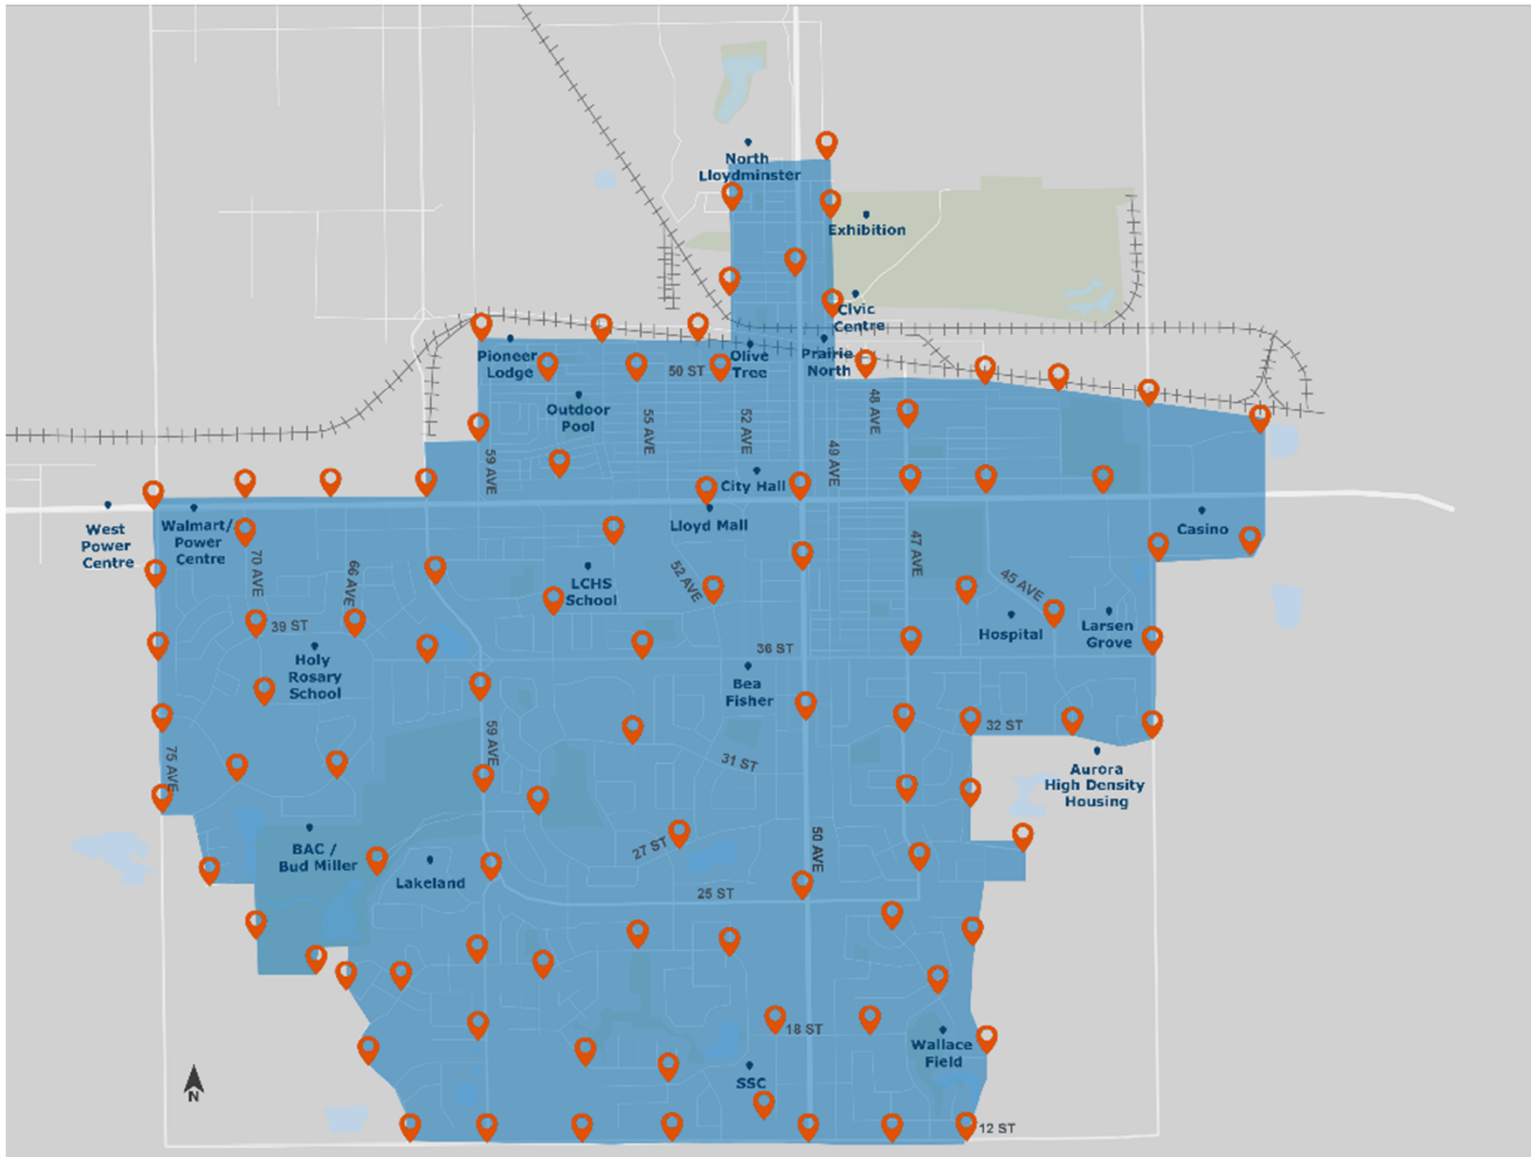 North
Lloydminster
Exhibition
Civic
Centre
Pioneer
Lodge
50 ST
Olive
Tree
Prairie
North
Outdoor
Pool
55 AVE
52 AVE
48 AVE
49 AVE
59 AVE
City Hall
West
Power
Centre
Walmart/
Power
Centre
Lloyd Mall
Casino
70 AVE
66 AVE
LCHS
School
52 AVE
47 AVE
45 AVE
39 ST
Hospital
Larsen
Grove
Holy
Rosary
School
36 ST
Bea
Fisher
32 ST
75 AVE
59 AVE
31 ST
Aurora
High Density
Housing
BAC /
Bud Miller
27 ST
50 AVE
Lakeland
25 ST
18 ST
Wallace
Field
SSC
N
12 ST